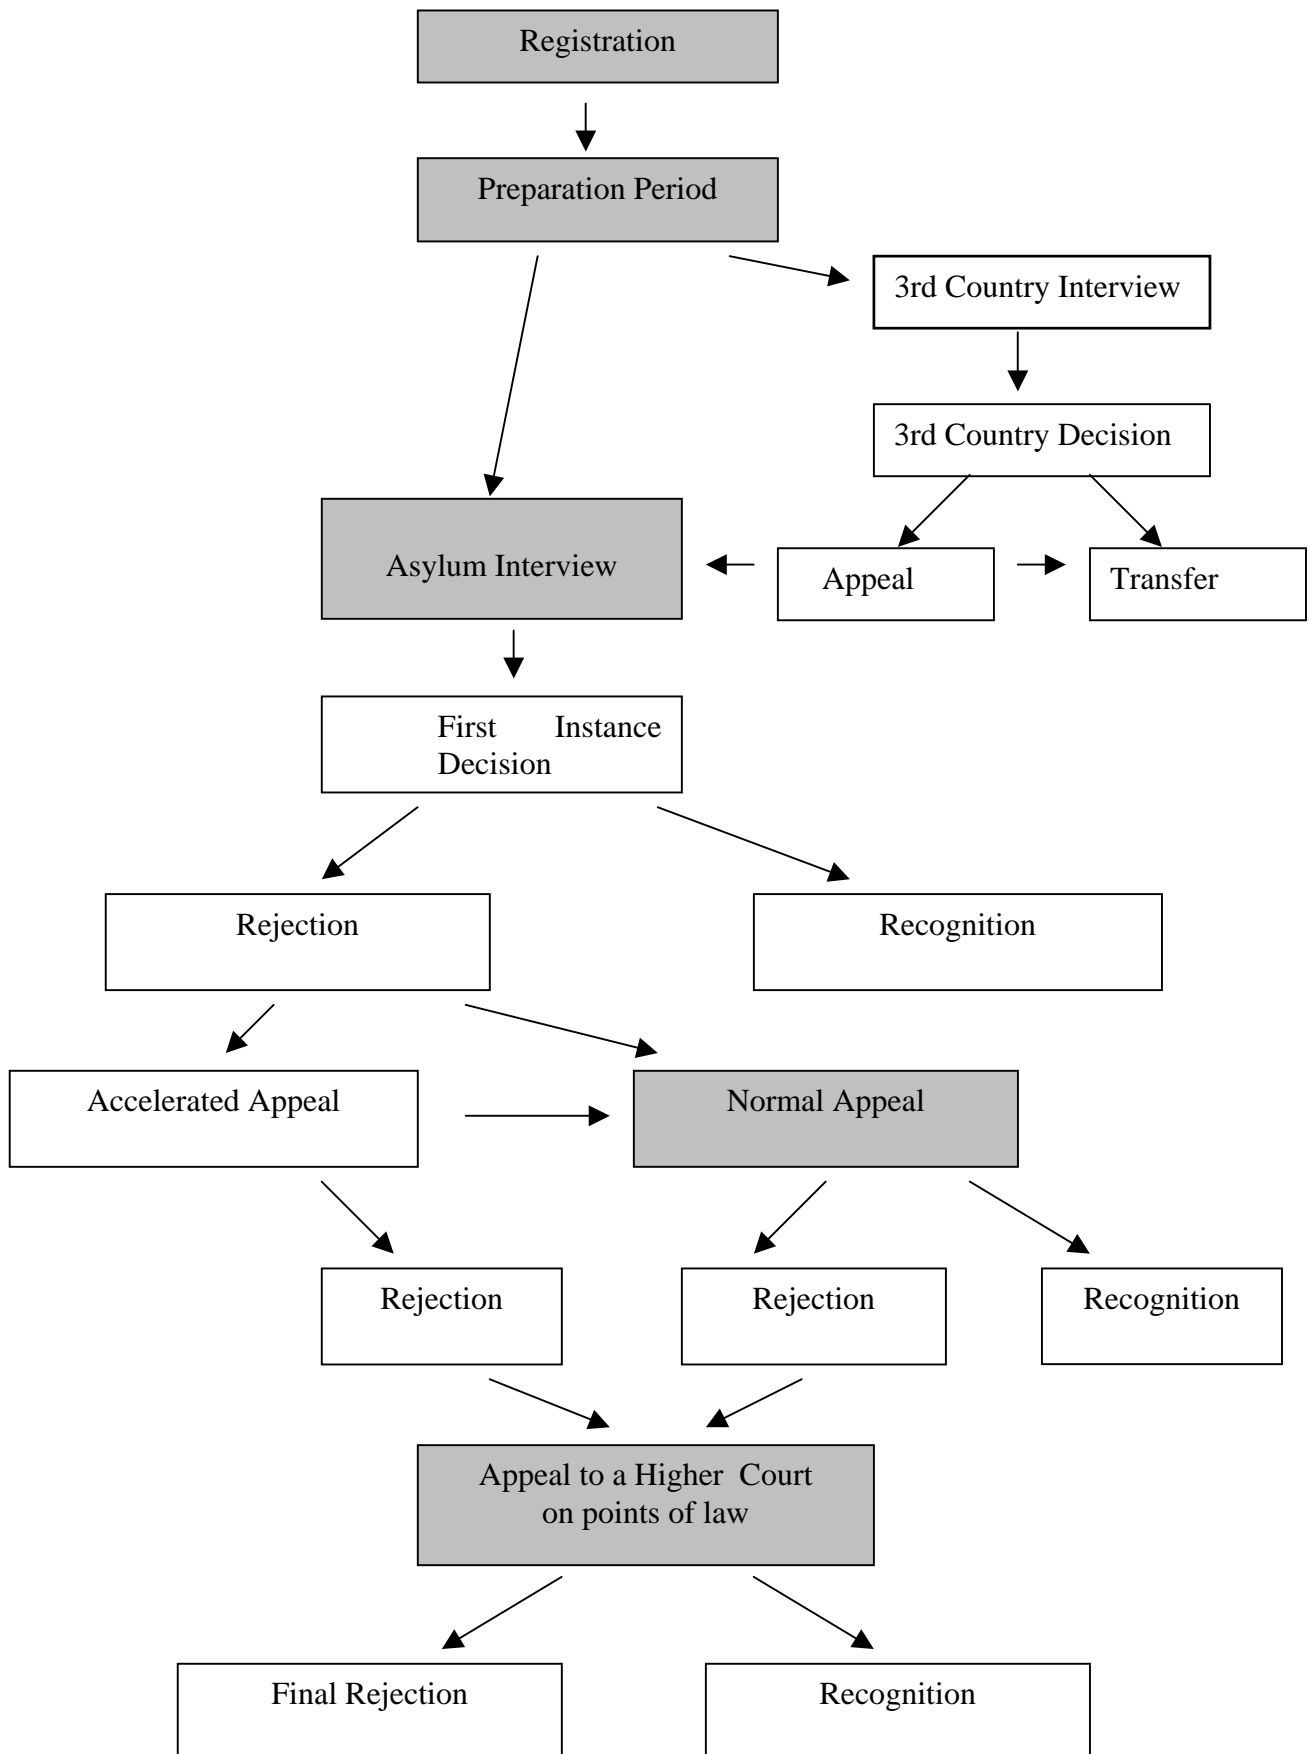 Registration
Preparation Period
3rd Country Interview
3rd Country Decision
Asylum Interview
Appeal
Transfer
First Instance
Decision
Rejection
Recognition
Accelerated Appeal
Normal Appeal
Rejection
Rejection
Recognition
Appeal to a Higher Court
on points of law
Final Rejection
Recognition